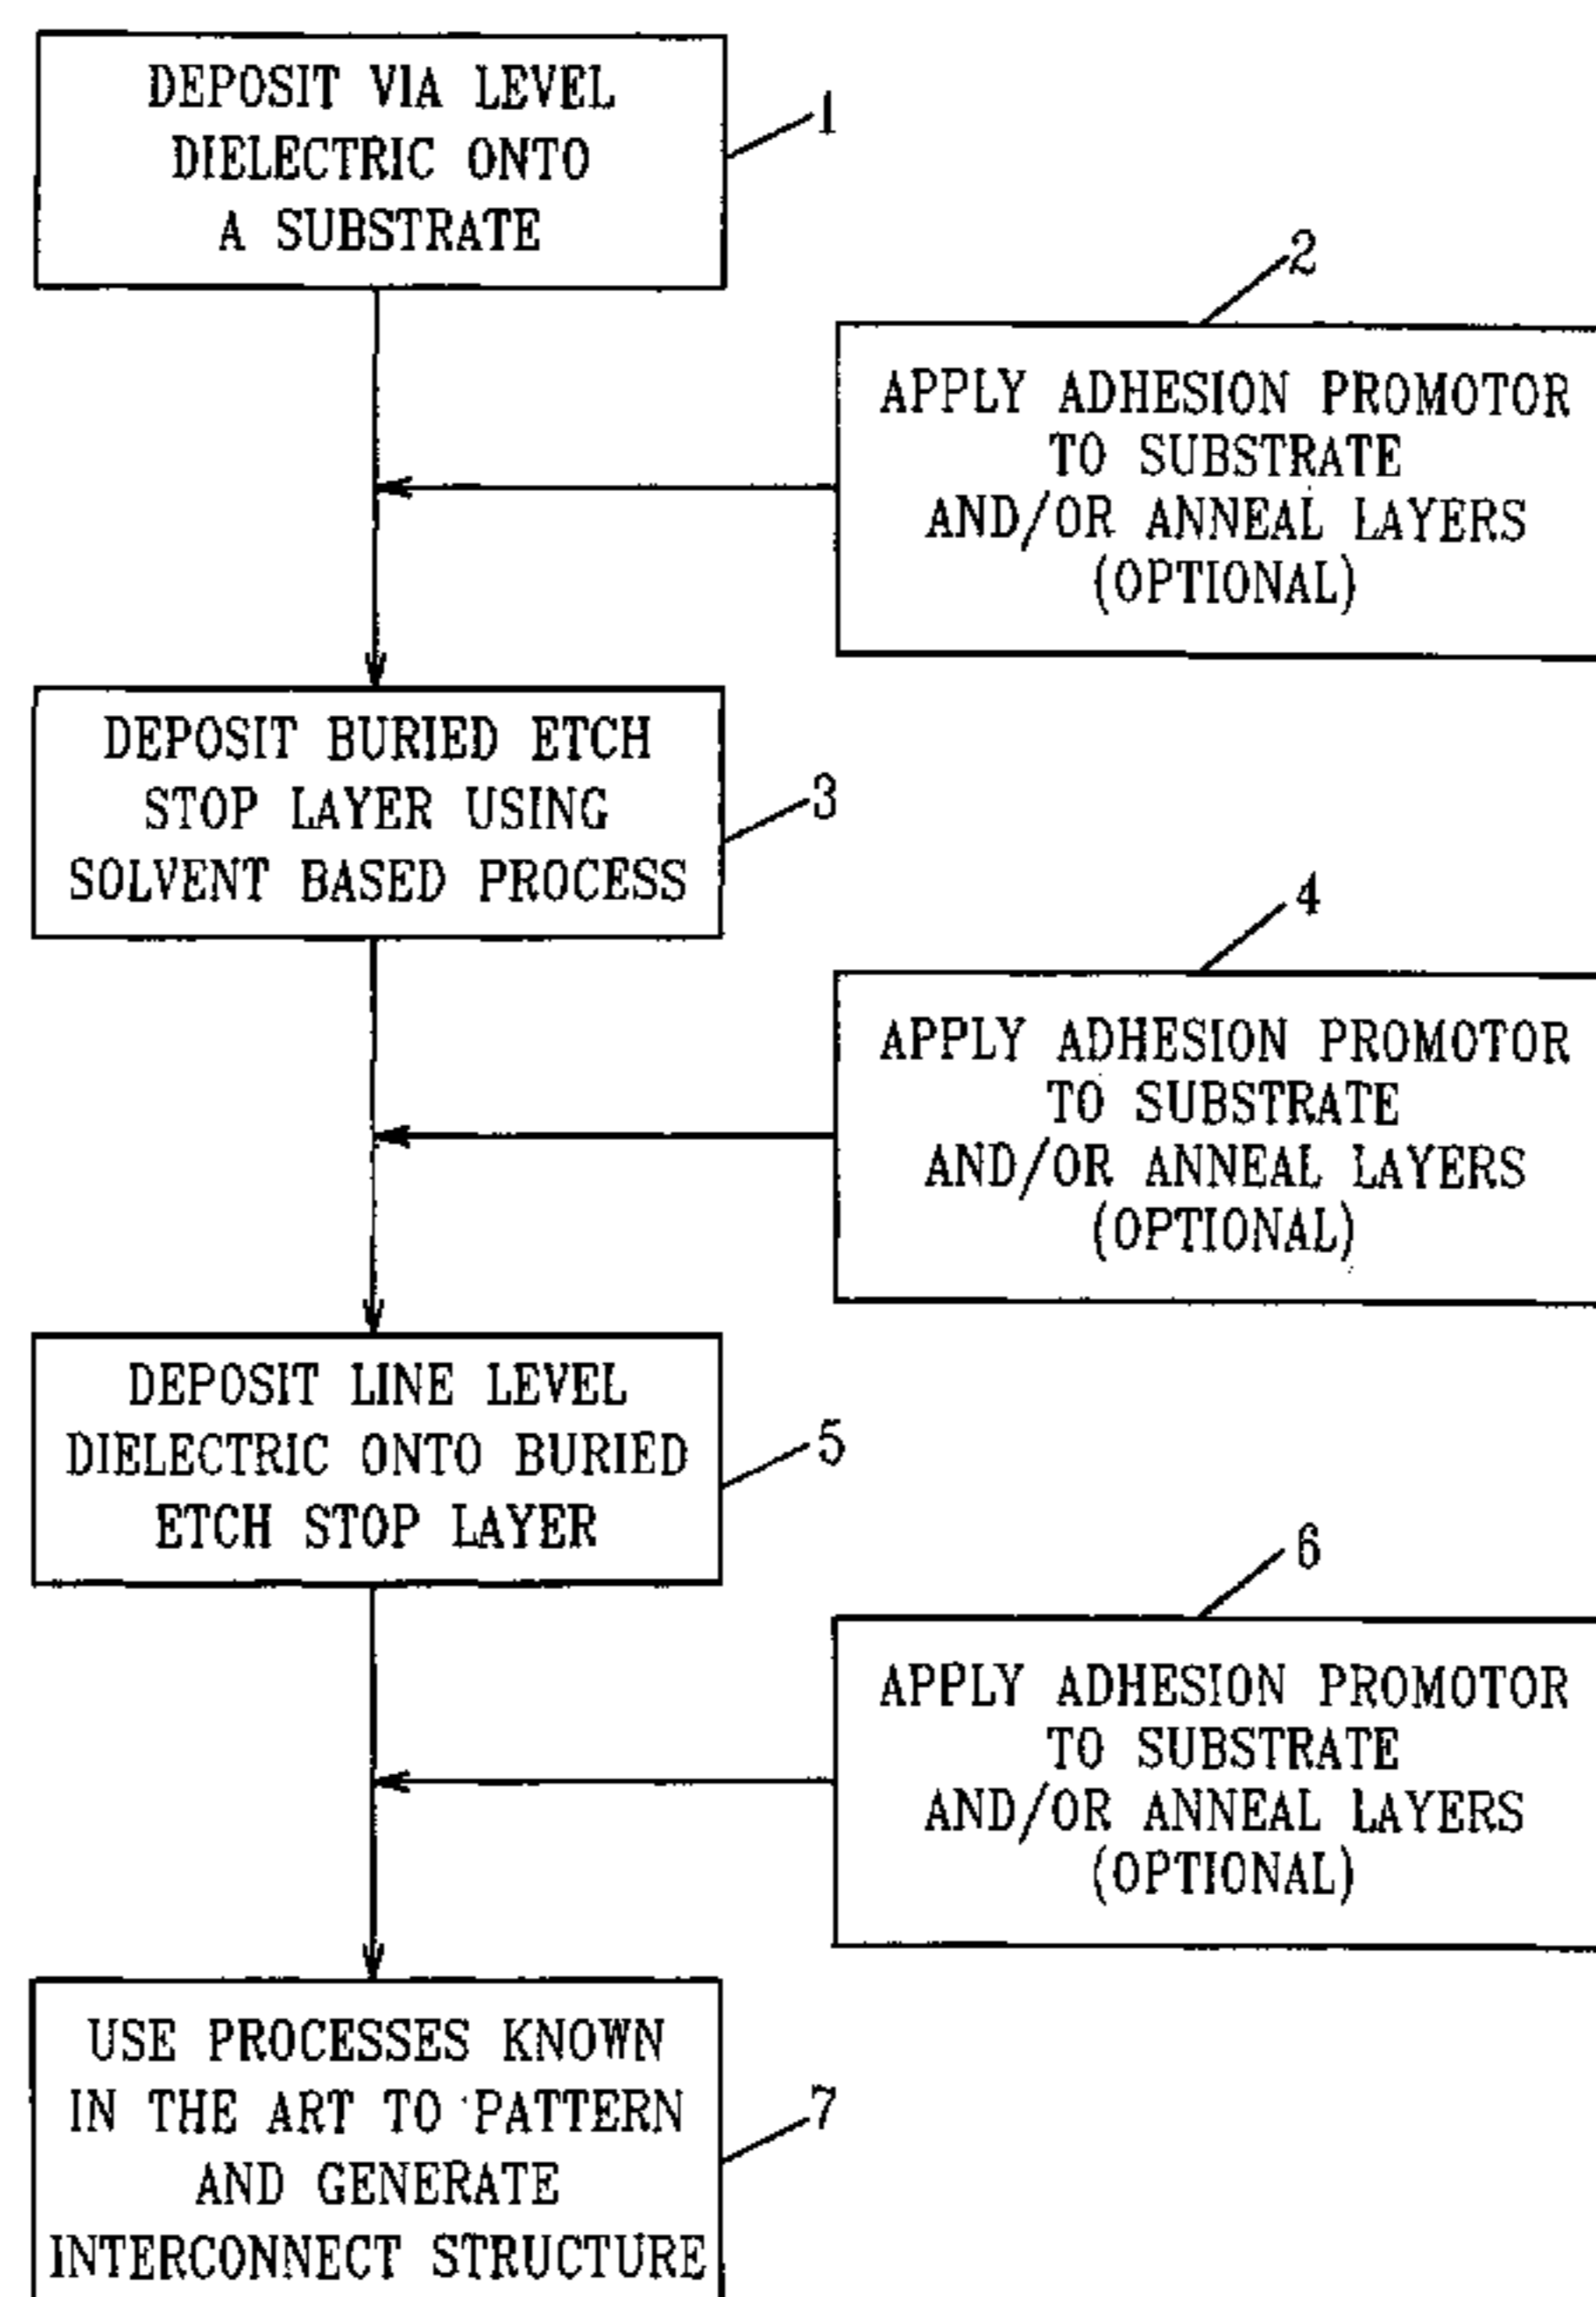 DEPOSIT VIA LEVEL
DIELECTRIC ONTO
A SUBSTRATE
1
2
APPLY ADHESION PROMOTOR
TO SUBSTRATE
AND/OR ANNEAL LAYERS
(OPTIONAL)
DEPOSIT BURIED ETCH
STOP LAYER USING
SOLVENT BASED PROCESS
3
4
APPLY ADHESION PROMOTOR
TO SUBSTRATE
AND/OR ANNEAL LAYERS
(OPTIONAL)
DEPOSIT LINE LEVEL
DIELECTRIC ONTO BURIED
ETCH STOP LAYER
5
6
APPLY ADHESION PROMOTOR
TO SUBSTRATE
AND/OR ANNEAL LAYERS
(OPTIONAL)
USE PROCESSES KNOWN
IN THE ART TO PATTERN
AND GENERATE
INTERCONNECT STRUCTURE
7